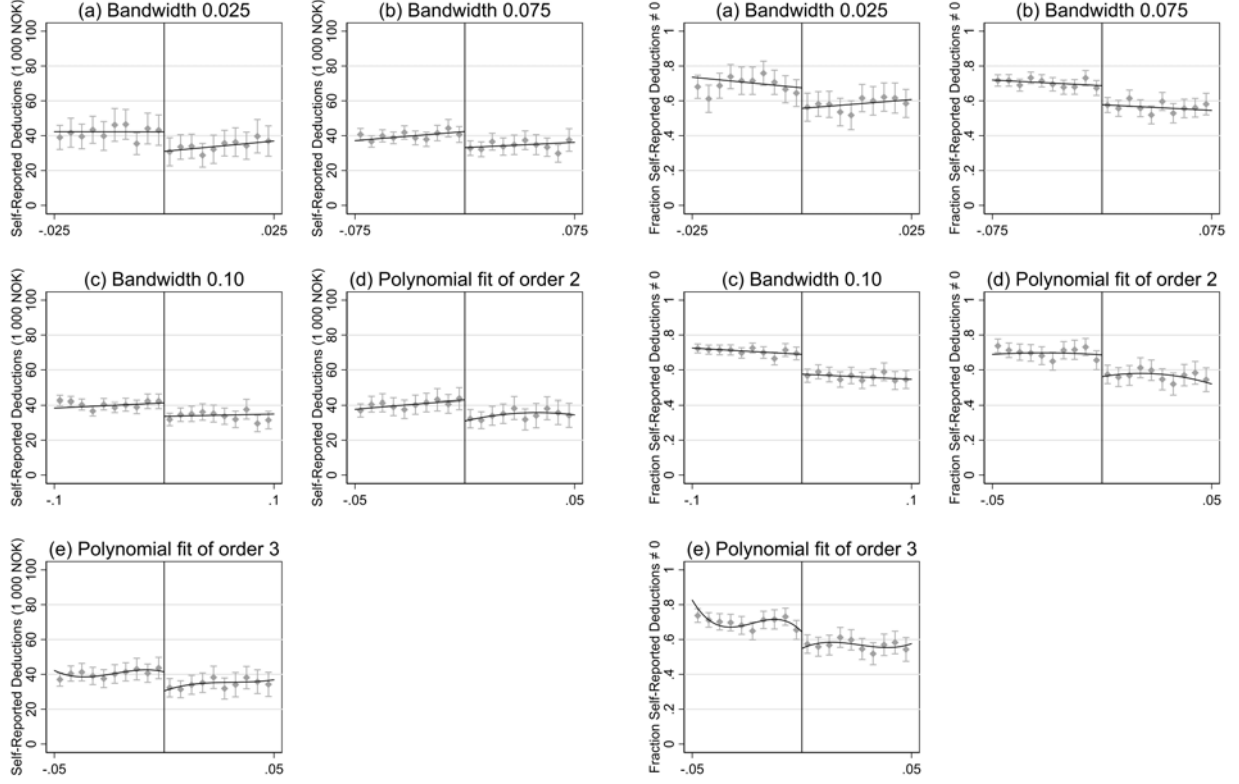 (a) Bandwidth 0.025
Self-Reported Deductions (1 000 NOK)
0 20 40 60 80 100
-.025 .025
(b) Bandwidth 0.075
Self-Reported Deductions (1 000 NOK)
0 20 40 60 80 100
-.075 .075
(c) Bandwidth 0.10
Self-Reported Deductions (1 000 NOK)
0 20 40 60 80 100
-.1 .1
(d) Polynomial fit of order 2
Self-Reported Deductions (1 000 NOK)
0 20 40 60 80 100
-.05 .05
(e) Polynomial fit of order 3
Self-Reported Deductions (1 000 NOK)
0 20 40 60 80 100
-.05 .05
(a) Bandwidth 0.025
Fraction Self-Reported Deductions ≠ 0
0 .2 .4 .6 .8 1
-.025 .025
(b) Bandwidth 0.075
Fraction Self-Reported Deductions ≠ 0
0 .2 .4 .6 .8 1
-.075 .075
(c) Bandwidth 0.10
Fraction Self-Reported Deductions ≠ 0
0 .2 .4 .6 .8 1
-.1 .1
(d) Polynomial fit of order 2
Fraction Self-Reported Deductions ≠ 0
0 .2 .4 .6 .8 1
-.05 .05
(e) Polynomial fit of order 3
Fraction Self-Reported Deductions ≠ 0
0 .2 .4 .6 .8 1
-.05 .05